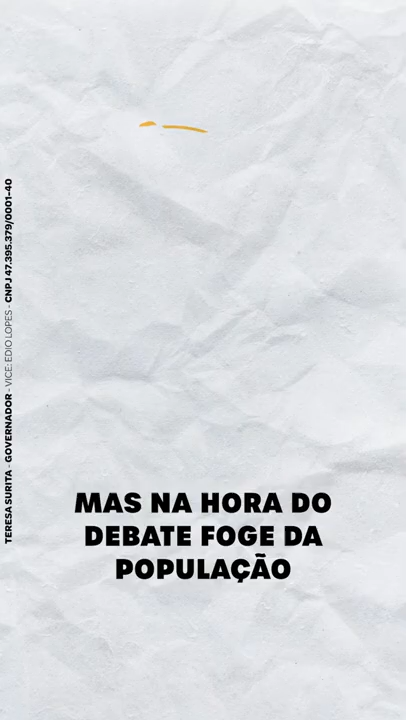 TERESA SURITA - GOVERNADOR - VICE: EDIO LOPES - CNPJ 47.395.379/0001-40
MAS NA HORA DO
DEBATE FOGE DA
POPULAÇÃO